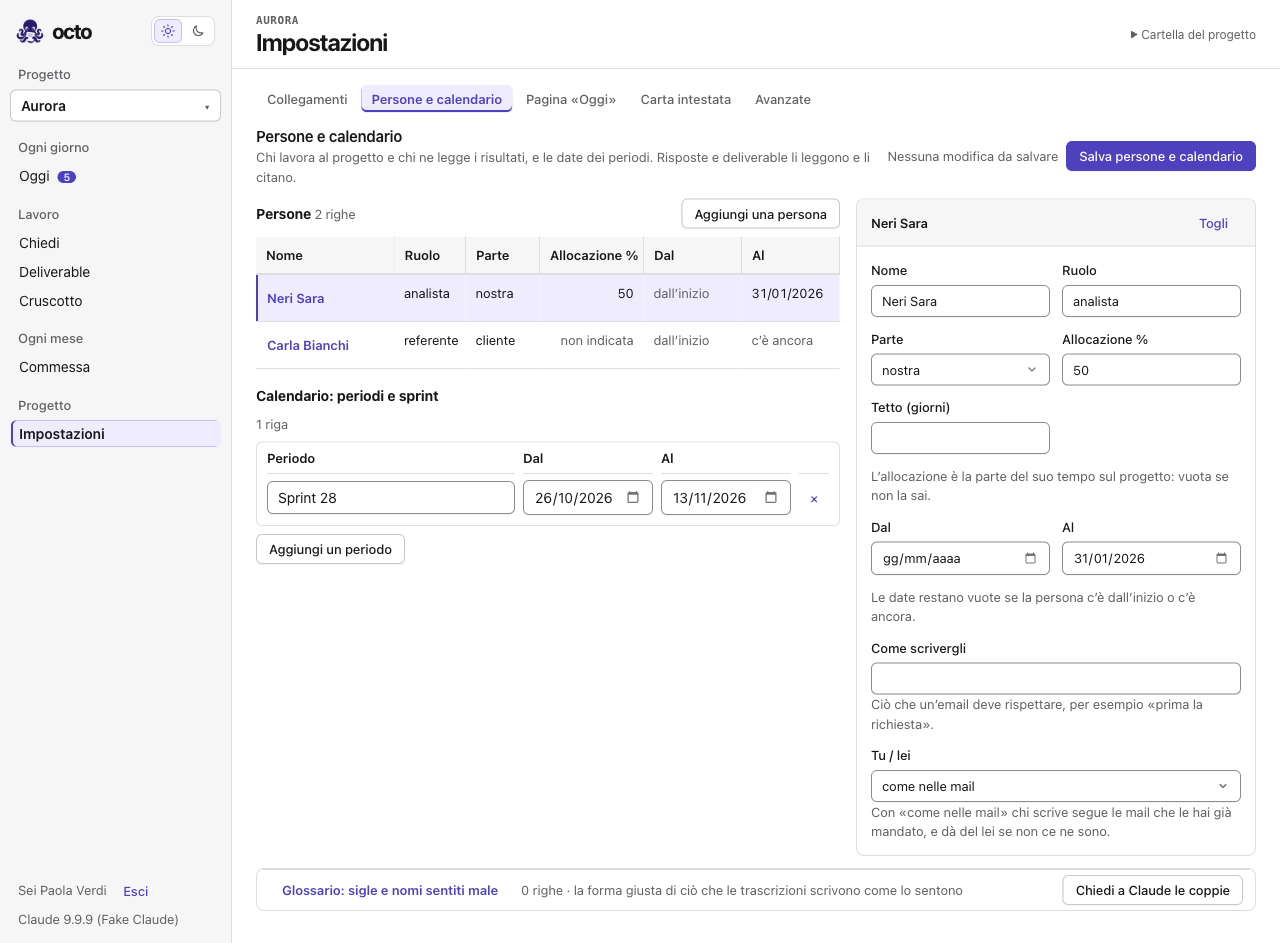 octo
Progetto
Aurora
Ogni giorno
Oggi 5
Lavoro
Chiedi
Deliverable
Cruscotto
Ogni mese
Commessa
Progetto
Impostazioni
Sei Paola Verdi Esci
Claude 9.9.9 (Fake Claude)
AURORA
Impostazioni
Cartella del progetto
Collegamenti Persone e calendario Pagina «Oggi» Carta intestata Avanzate
Persone e calendario
Chi lavora al progetto e chi ne legge i risultati, e le date dei periodi. Risposte e deliverable li leggono e li
citano.
Nessuna modifica da salvare Salva persone e calendario
Persone 2 righe Aggiungi una persona
Nome Ruolo Parte Allocazione % Dal Al
Neri Sara analista nostra 50 dall’inizio 31/01/2026
Carla Bianchi referente cliente non indicata dall’inizio c’è ancora
Calendario: periodi e sprint
1 riga
Periodo Dal Al
Sprint 28 26/10/2026 13/11/2026 ×
Aggiungi un periodo
Neri Sara Togli
Nome Ruolo
Neri Sara analista
Parte Allocazione %
nostra 50
Tetto (giorni)
L’allocazione è la parte del suo tempo sul progetto: vuota se
non la sai.
Dal Al
gg/mm/aaaa 31/01/2026
Le date restano vuote se la persona c’è dall’inizio o c’è
ancora.
Come scrivergli
Ciò che un’email deve rispettare, per esempio «prima la
richiesta».
Tu / lei
come nelle mail
Con «come nelle mail» chi scrive segue le mail che le hai già
mandato, e dà del lei se non ce ne sono.
Glossario: sigle e nomi sentiti male 0 righe · la forma giusta di ciò che le trascrizioni scrivono come lo sentono Chiedi a Claude le coppie